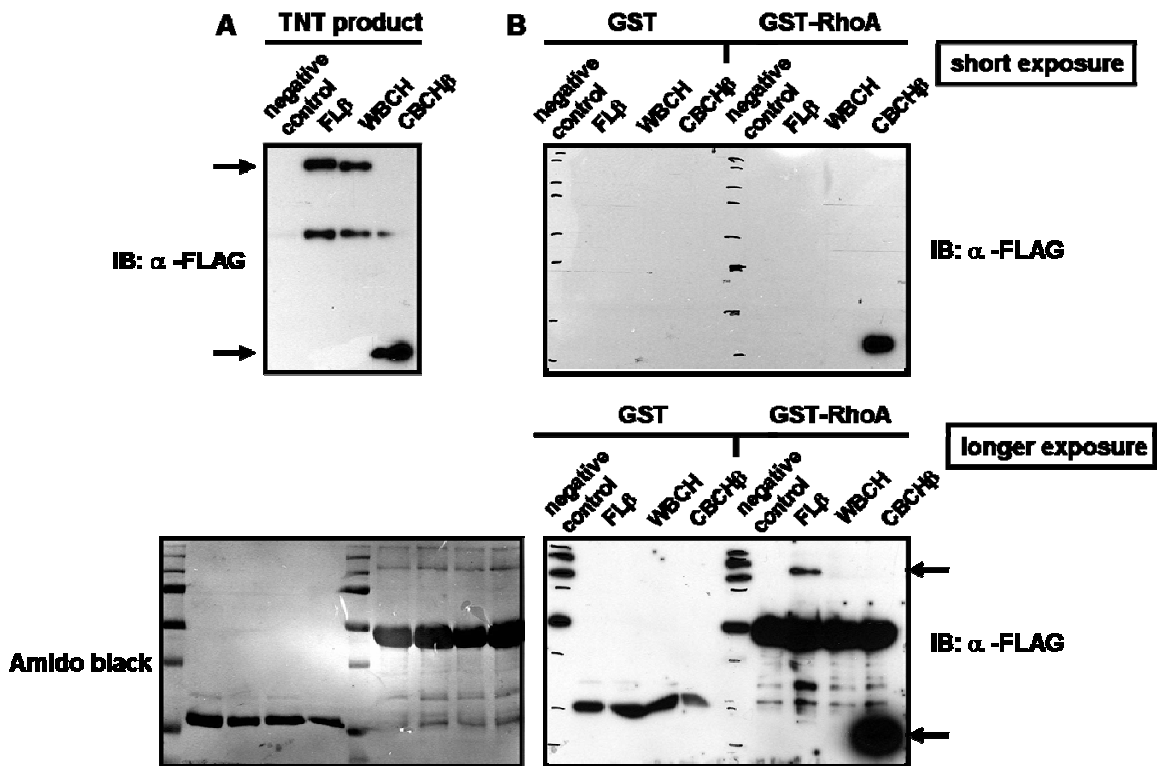 A
TNT product
negative control
FLβ
WBCH
CBCHβ
IB: α -FLAG
B
GST
GST-RhoA
short exposure
negative control
FLβ
WBCH
CBCHβ
negative control
FLβ
WBCH
CBCHβ
IB: α -FLAG
GST
GST-RhoA
longer exposure
negative control
FLβ
WBCH
CBCHβ
negative control
FLβ
WBCH
CBCHβ
Amido black
IB: α -FLAG